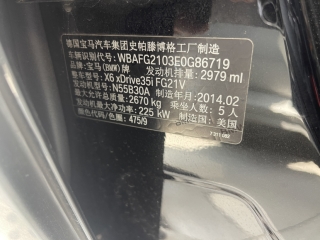 德国宝马汽车集团史帕滕博格工厂制造
车辆识别代号: WBAFG2103E0G86719
品牌: 宝马(BMW)牌 发动机排量: 2979 ml
型号: X6 xDrive35i FG21V
发动机型号: N55B30A 制造年月: 2014.02
最大允许总质量: 2670 kg 乘坐人数: 5 人
发动机最大净功率: 225 kW 制造国: 美国
颜色代码/色圈: 475/9